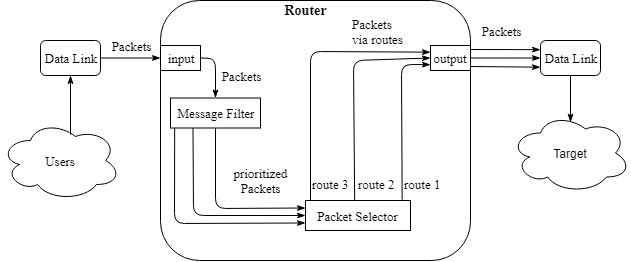 Router
Packets
via routes
Packets
Packets
Data Link
input
output
Data Link
Packets
Message Filter
Users
Target
prioritized
Packets
route 3
route 2
route 1
Packet Selector